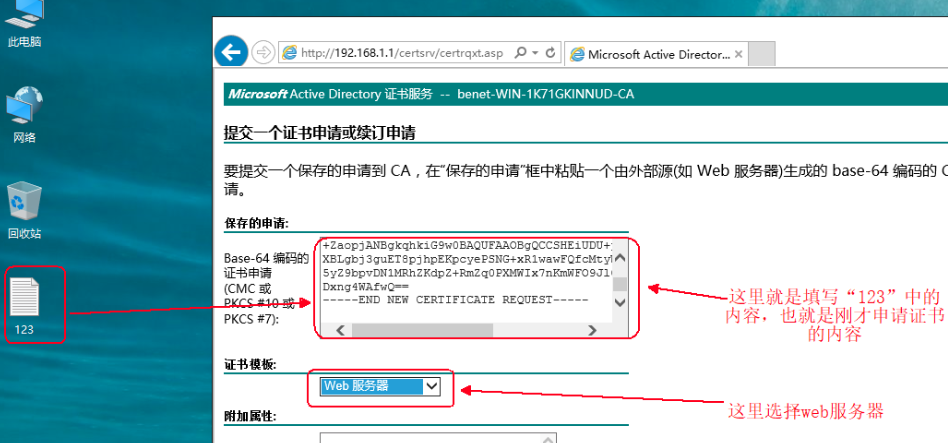 此电脑
网络
回收站
123
http://192.168.1.1/certsrv/certrqxt.asp
Microsoft Active Director...
Microsoft Active Directory 证书服务 -- benet-WIN-1K71GKINNUD-CA
提交一个证书申请或续订申请
要提交一个保存的申请到 CA，在“保存的申请”框中粘贴一个由外部源(如 Web 服务器)生成的 base-64 编码的 C
请。
保存的申请:
Base-64 编码的
证书申请
(CMC 或
PKCS #10 或
PKCS #7):
+ZaopjANBgkqhkiG9w0BAQUFAAOBgQCCSHEiUDU+
XBLgbj3guET8pjhpEKpcyePSNG+xR1wawFQfcMty
5yZ9bpvDN1MRhZKdpZ+RmZq0PXMWIx7nKmWFO9Jl
Dxng4WAfwQ==
-----END NEW CERTIFICATE REQUEST-----
这里就是填写“123”中的
内容，也就是刚才申请证书
的内容
证书模板:
Web 服务器
这里选择web服务器
附加属性: